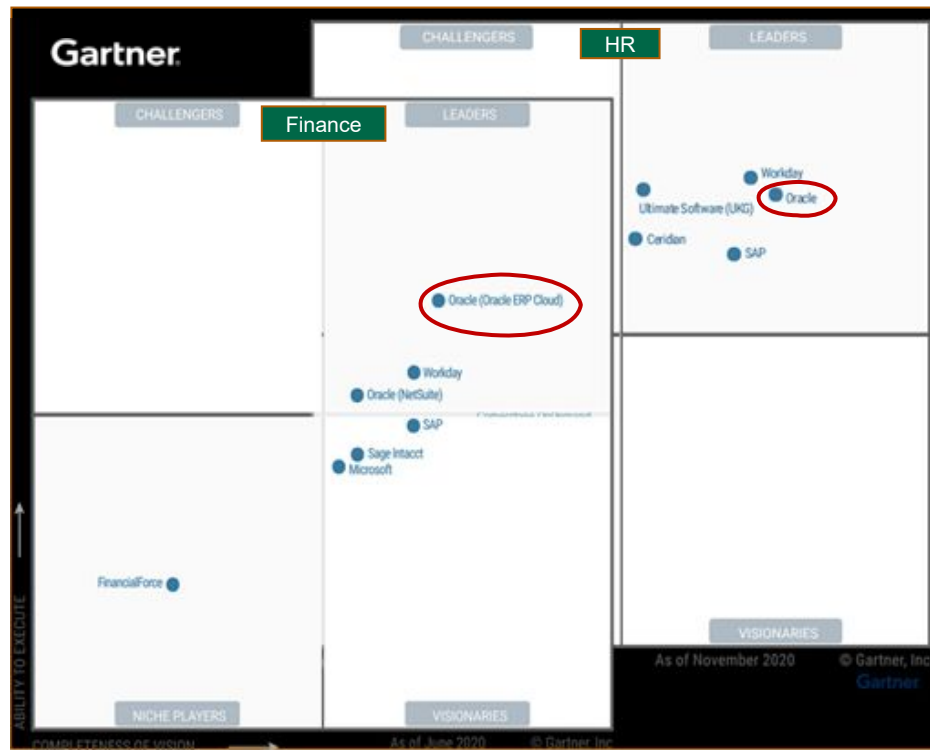 Gartner.
CHALLENGERS
HR
LEADERS
CHALLENGERS
Finance
LEADERS
Workday
Oracle
Ultimate Software (UKG)
Ceridian
SAP
Oracle (Oracle ERP Cloud)
Workday
Oracle (NetSuite)
SAP
Sage Intacct
Microsoft
FinancialForce
ABILITY TO EXECUTE
VISIONARIES
As of November 2020
© Gartner, Inc
Gartner
NICHE PLAYERS
VISIONARIES
COMPLETENESS OF VISION
As of June 2020
© Gartner, Inc